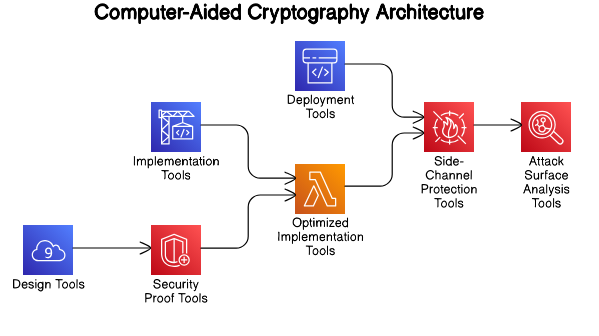 Computer-Aided Cryptography Architecture
</>
Deployment
Tools
</>
Implementation
Tools
Side-
Channel
Protection
Tools
Attack
Surface
Analysis
Tools
Optimized
Implementation
Tools
9
Design Tools
Security
Proof Tools